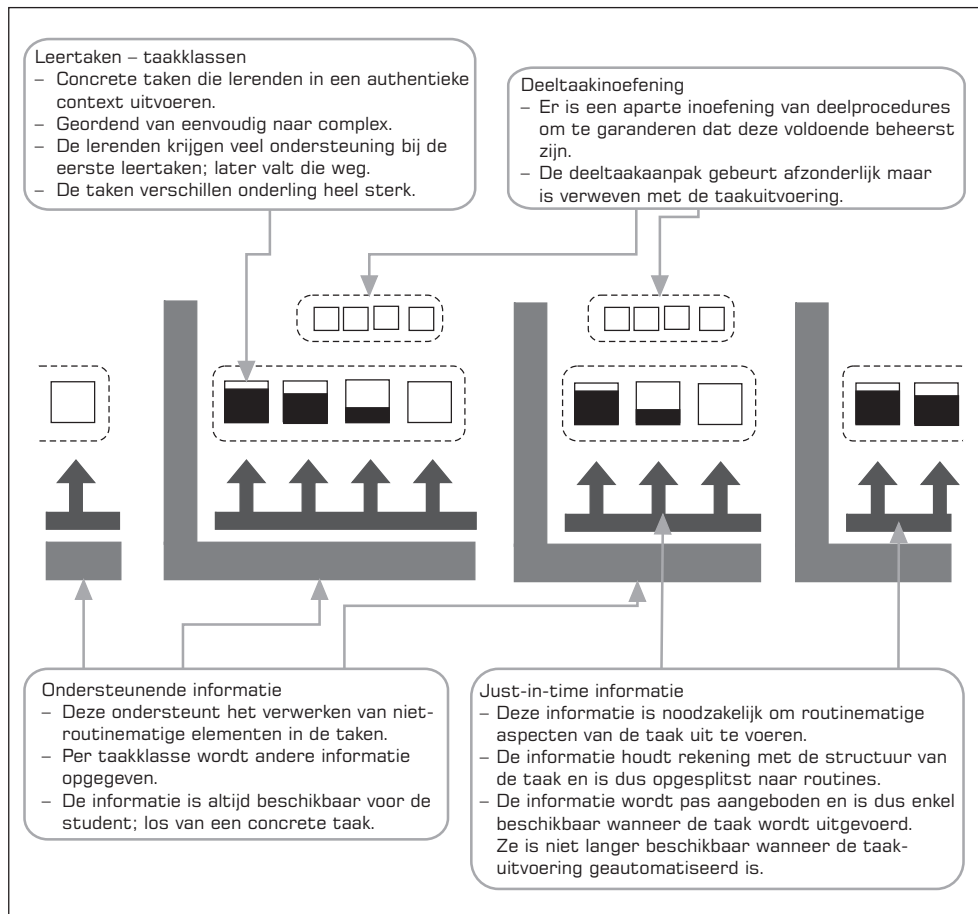 Leertaken – taakklassen
– Concrete taken die lerenden in een authentieke
context uitvoeren.
– Geordend van eenvoudig naar complex.
– De lerenden krijgen veel ondersteuning bij de
eerste leertaken; later valt die weg.
– De taken verschillen onderling heel sterk.
Deeltaakinoefening
– Er is een aparte inoefening van deelprocedures
om te garanderen dat deze voldoende beheerst
zijn.
– De deeltaakaanpak gebeurt afzonderlijk maar
is verweven met de taakuitvoering.
Ondersteunende informatie
– Deze ondersteunt het verwerken van niet-
routinematige elementen in de taken.
– Per taakklasse wordt andere informatie
opgegeven.
– De informatie is altijd beschikbaar voor de
student; los van een concrete taak.
Just-in-time informatie
– Deze informatie is noodzakelijk om routinematige
aspecten van de taak uit te voeren.
– De informatie houdt rekening met de structuur van
de taak en is dus opgesplitst naar routines.
– De informatie wordt pas aangeboden en is dus enkel
beschikbaar wanneer de taak wordt uitgevoerd.
Ze is niet langer beschikbaar wanneer de taak-
uitvoering geautomatiseerd is.